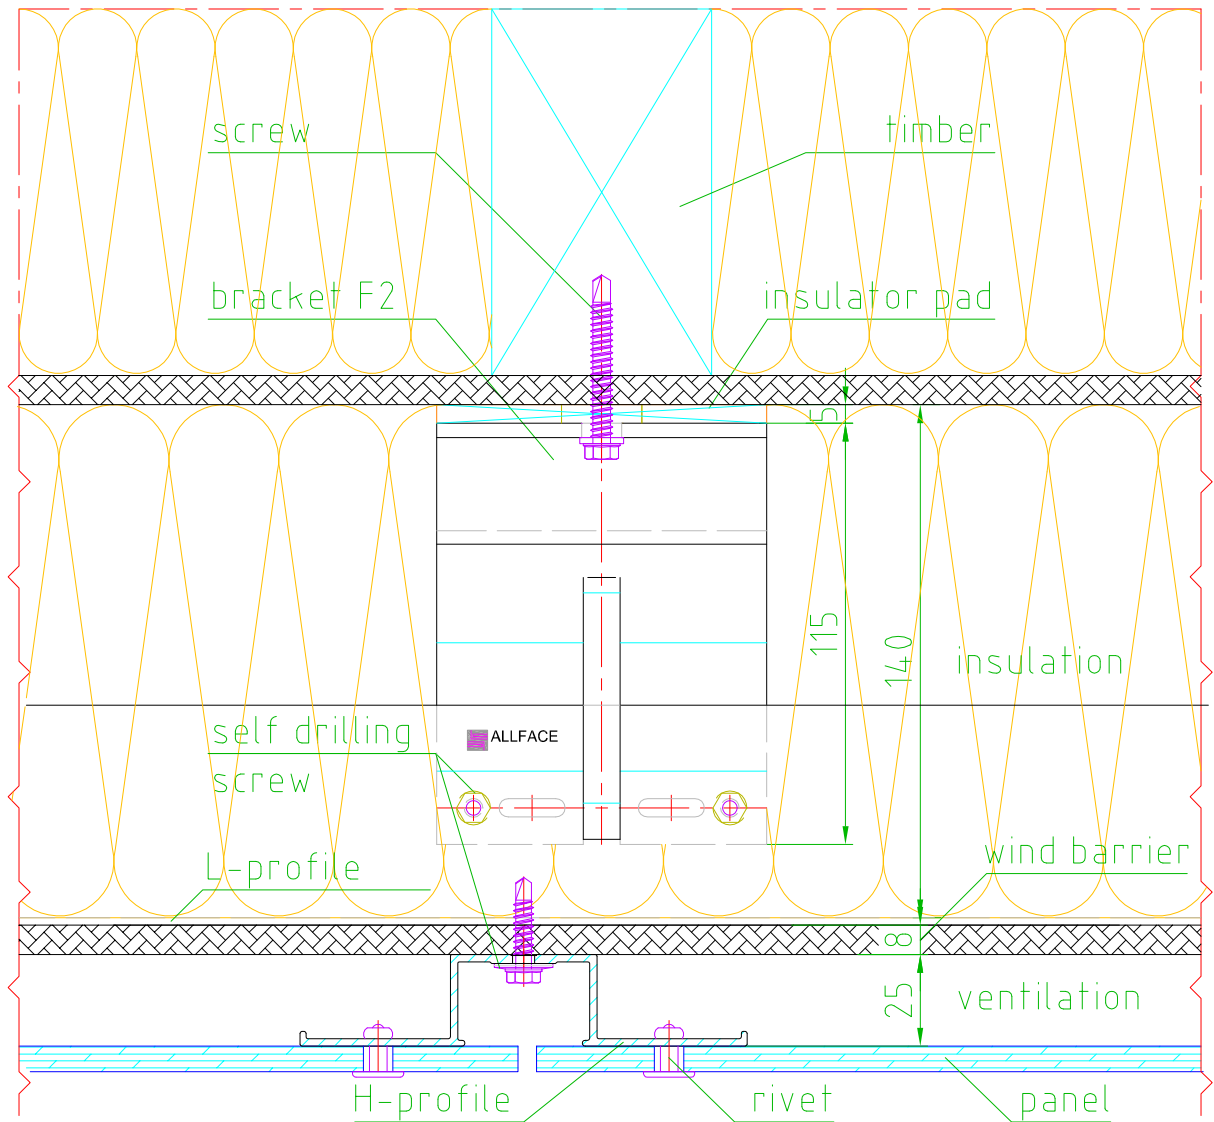 screw
timber
bracket F2
insulator pad
5
115
140
insulation
self drilling
screw
ALLFACE
wind barrier
L-profile
8
25
ventilation
H-profile
rivet
panel